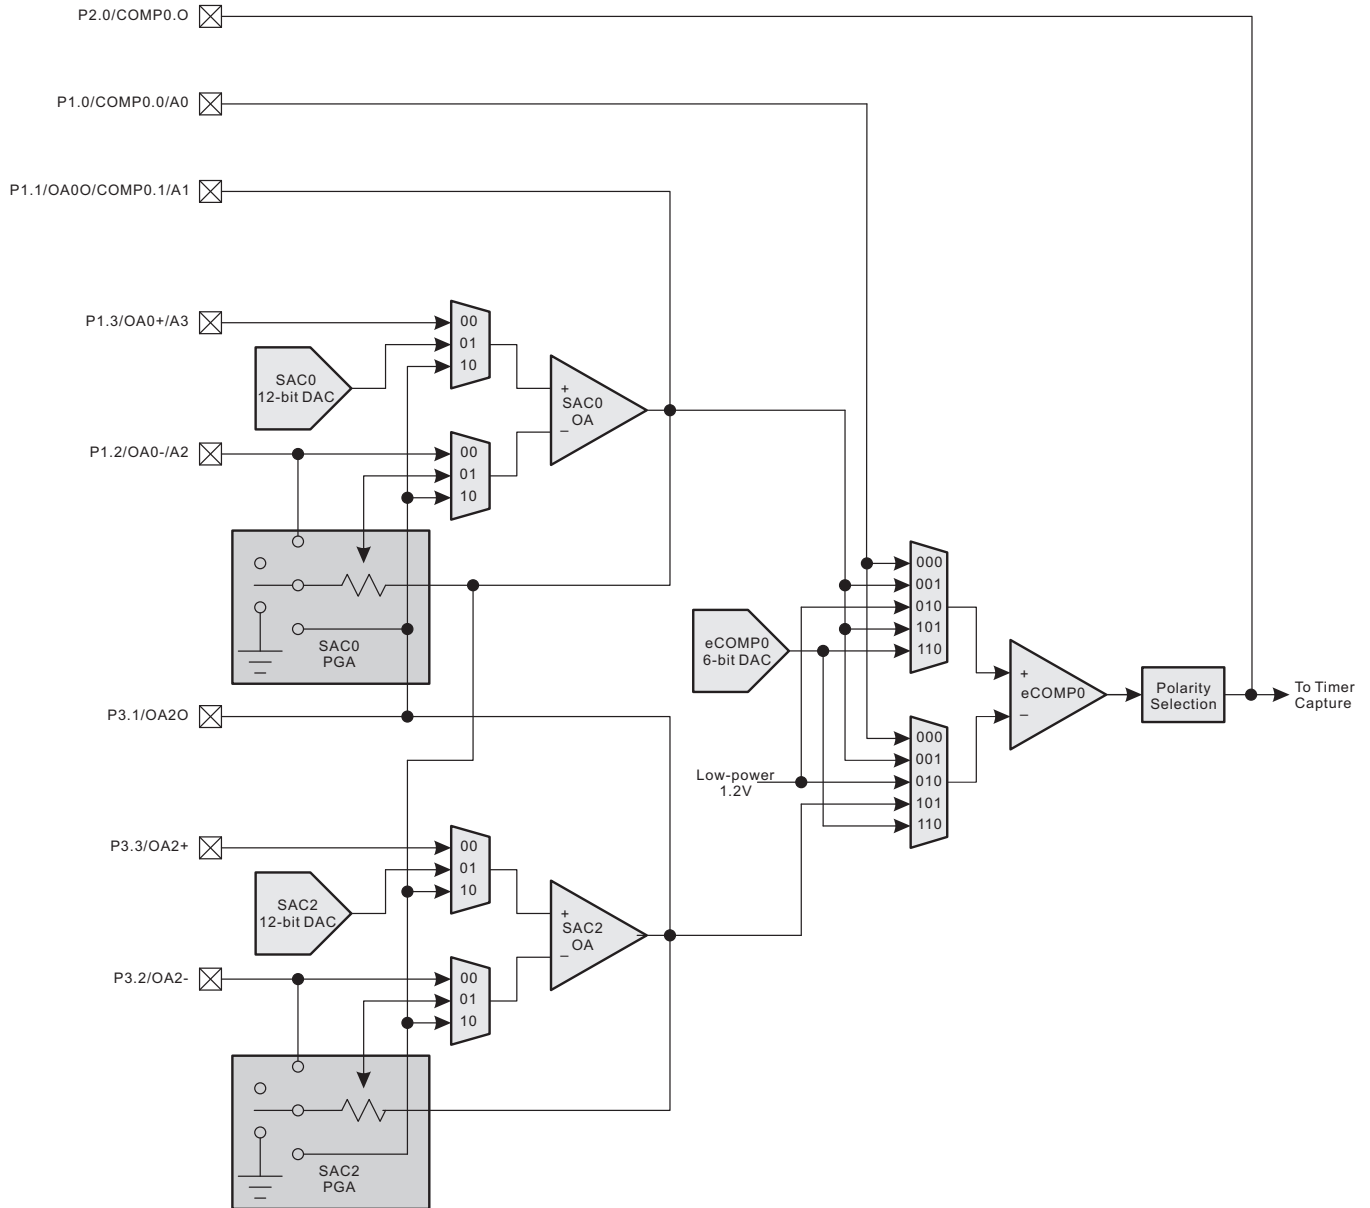 P2.0/COMP0.O
P1.0/COMP0.0/A0
P1.1/OA0O/COMP0.1/A1
P1.3/OA0+/A3
00
01
10
SAC0
12-bit DAC
+
SAC0
OA
–
P1.2/OA0-/A2
00
01
10
SAC0
PGA
000
001
010
101
110
eCOMP0
6-bit DAC
+
eCOMP0
–
Polarity
Selection
To Timer
Capture
P3.1/OA2O
000
001
010
101
110
Low-power
1.2V
P3.3/OA2+
00
01
10
SAC2
12-bit DAC
+
SAC2
OA
–
P3.2/OA2-
00
01
10
SAC2
PGA